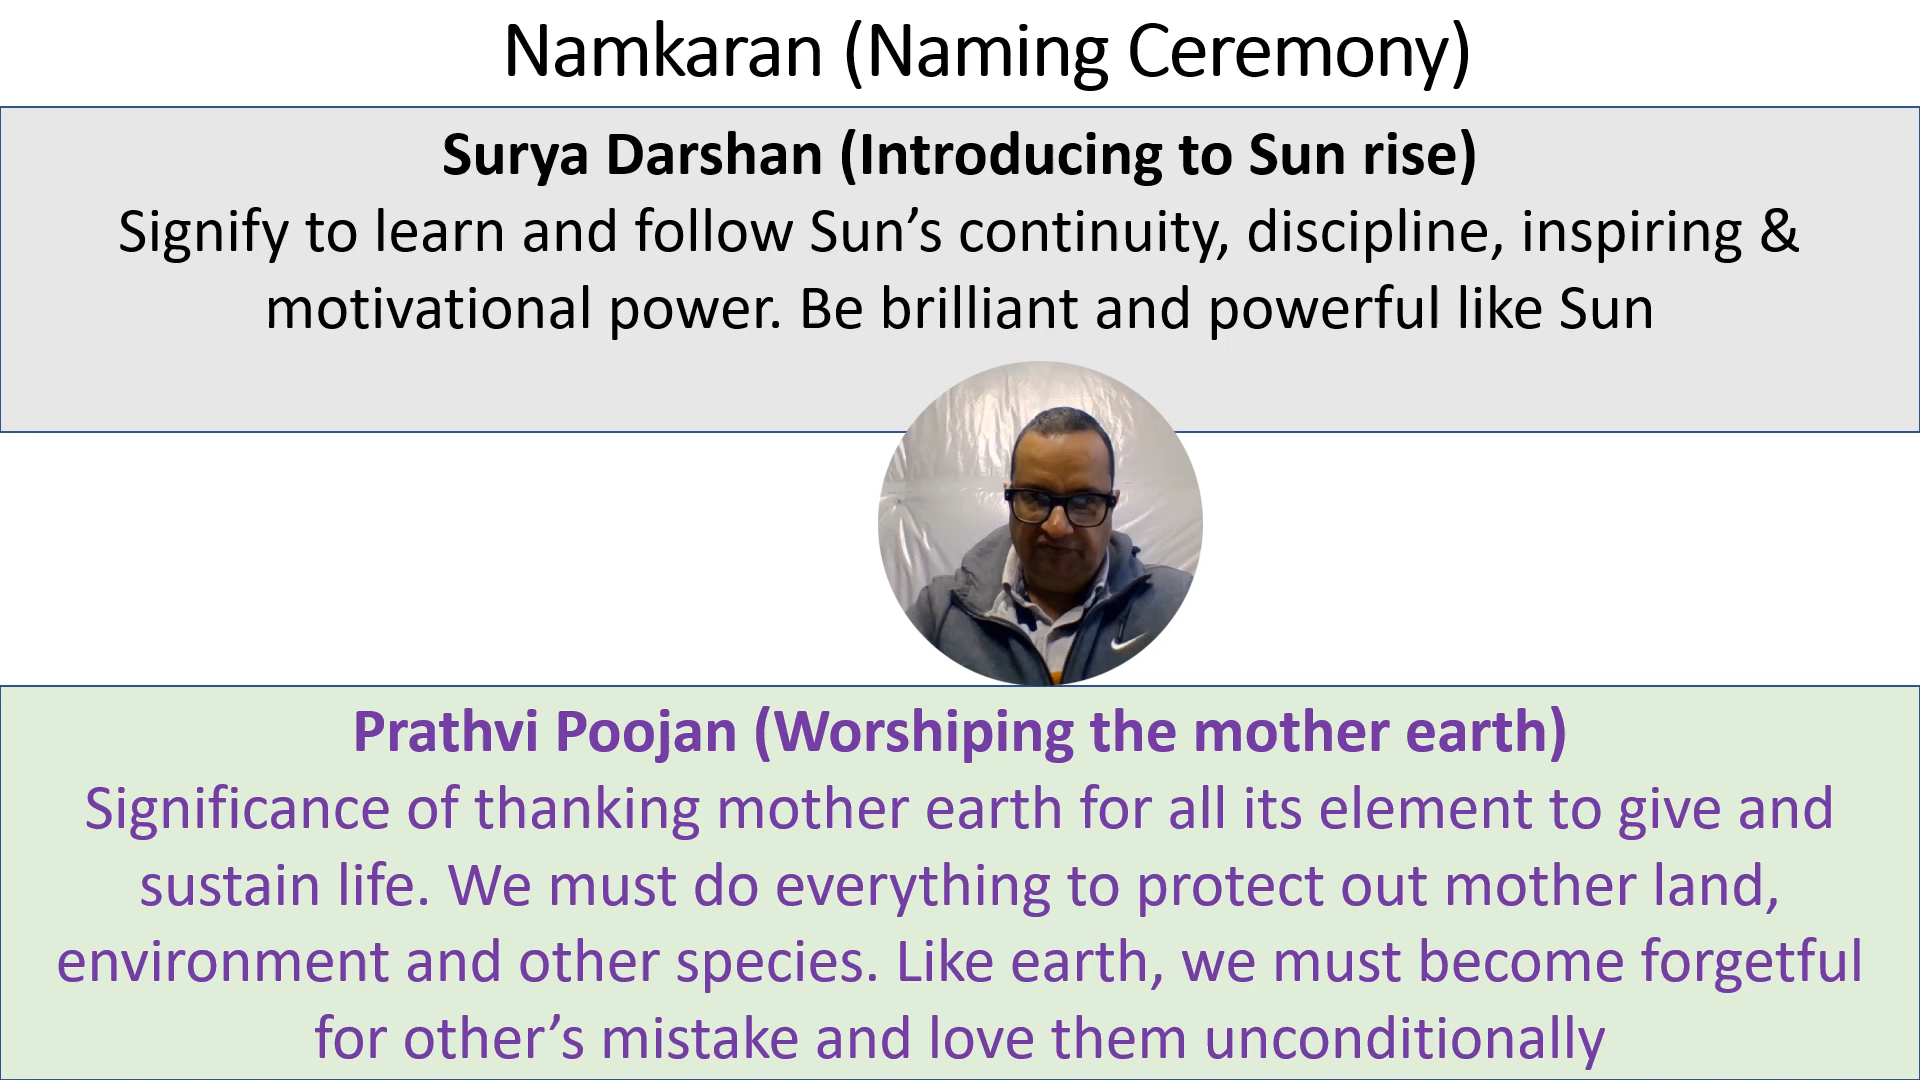 Namkaran (Naming Ceremony)
Surya Darshan (Introducing to Sun rise)
Signify to learn and follow Sun’s continuity, discipline, inspiring &
motivational power. Be brilliant and powerful like Sun
Prathvi Poojan (Worshiping the mother earth)
Significance of thanking mother earth for all its element to give and
sustain life. We must do everything to protect out mother land,
environment and other species. Like earth, we must become forgetful
for other’s mistake and love them unconditionally